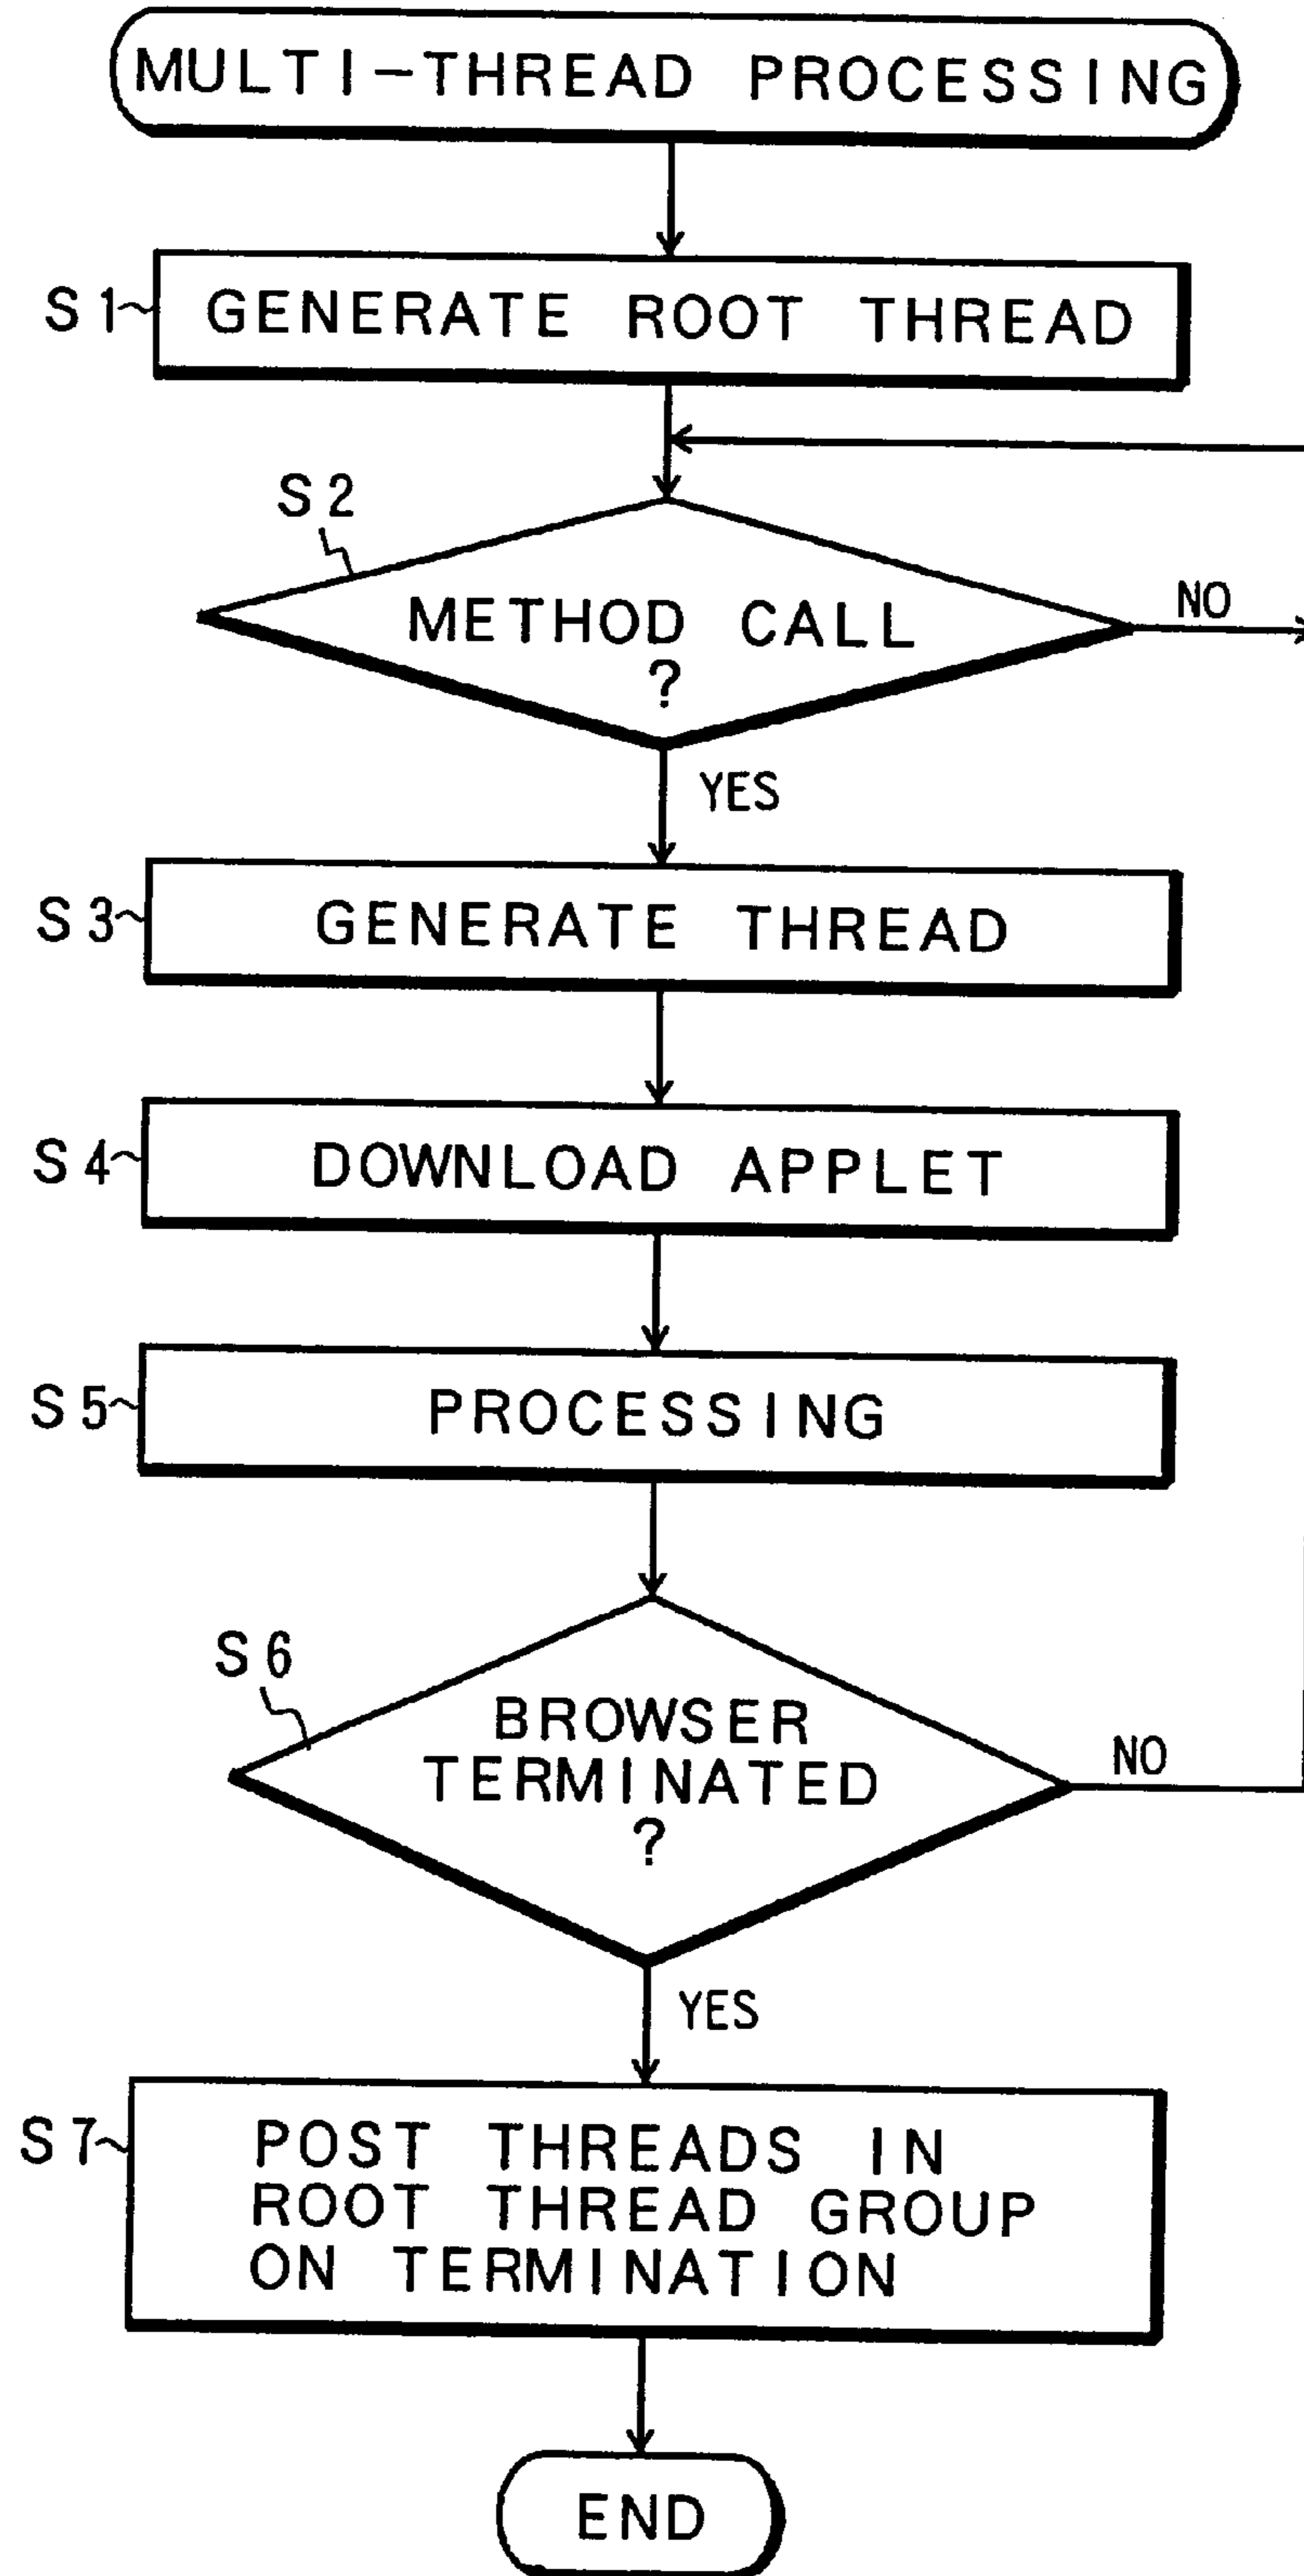 MULTI-THREAD PROCESSING
S1
GENERATE ROOT THREAD
S2
METHOD CALL
?
NO
YES
S3
GENERATE THREAD
S4
DOWNLOAD APPLET
S5
PROCESSING
S6
BROWSER
TERMINATED
?
NO
YES
S7
POST THREADS IN
ROOT THREAD GROUP
ON TERMINATION
END